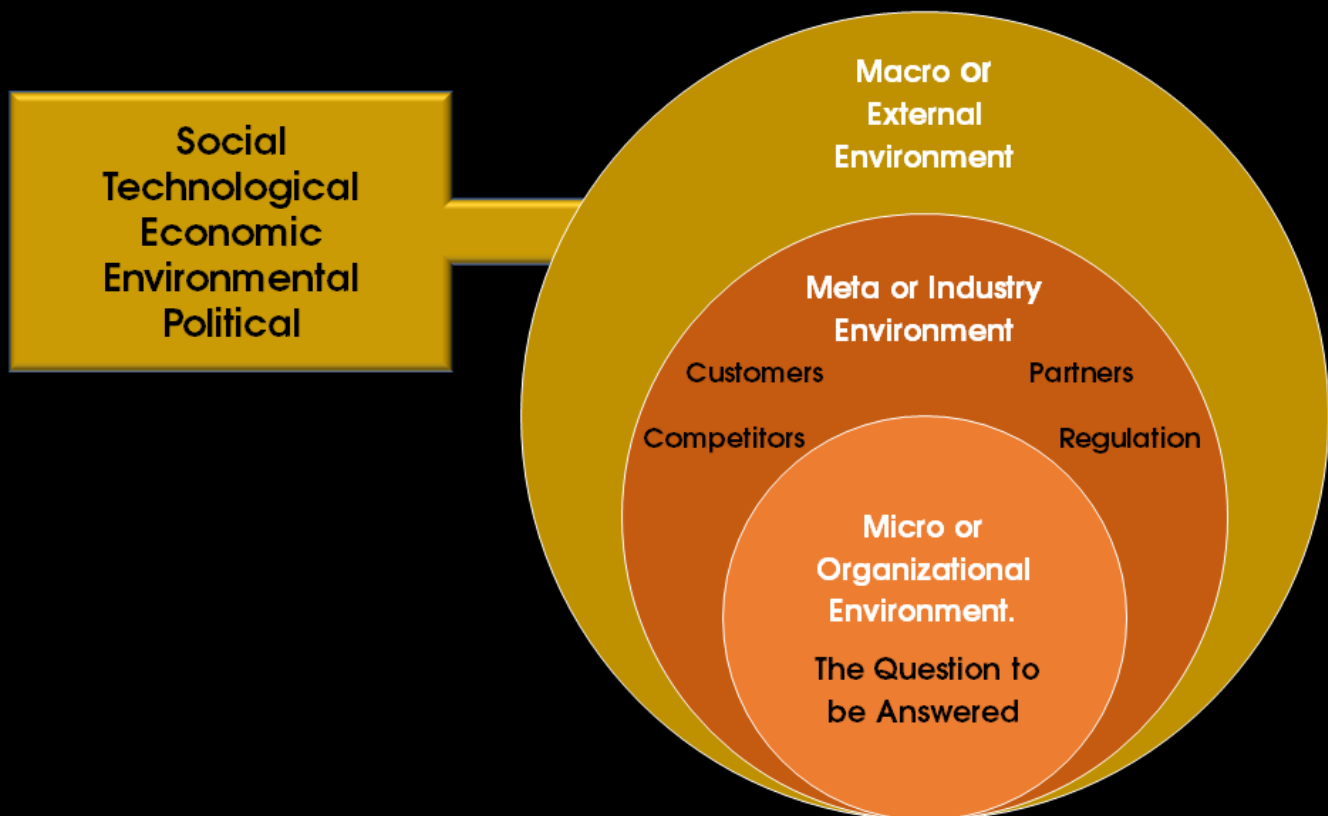 Social
Technological
Economic
Environmental
Political
Macro or
External
Environment
Meta or Industry
Environment
Customers
Partners
Competitors
Regulation
Micro or
Organizational
Environment.
The Question to
be Answered